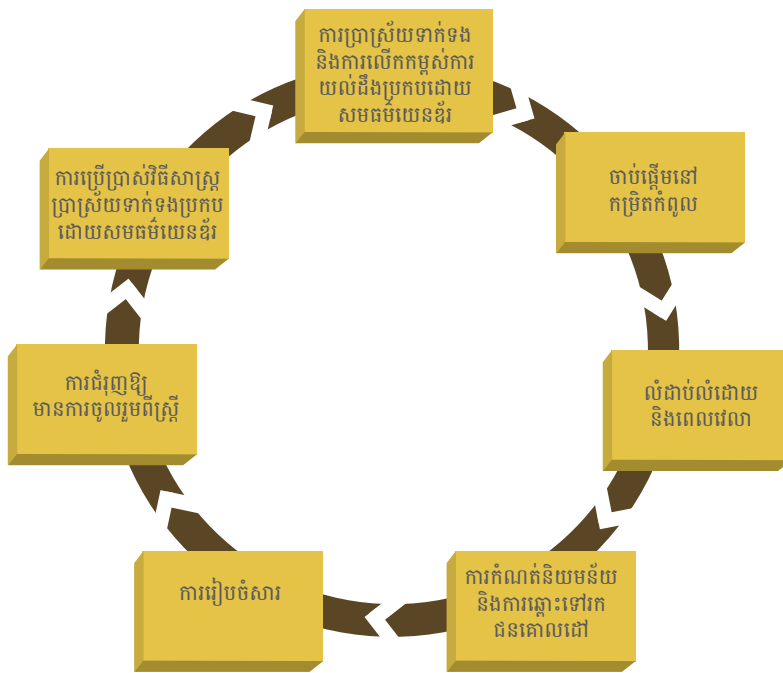 ការប្រាស្រ័យទាក់ទង
និងការលើកកម្ពស់ការ
យល់ដឹងប្រកបដោយ
សមធម៌យេនឌ័រ
ចាប់ផ្ដើមនៅ
កម្រិតកំពូល
លំដាប់លំដោយ
និងពេលវេលា
ការកំណត់និយមន័យ
និងការឆ្ពោះទៅរក
ជនគោលដៅ
ការរៀបចំសារ
ការជំរុញឱ្យ
មានការចូលរួមពីស្ត្រី
ការប្រើប្រាស់វិធីសាស្ត្រ
ប្រាស្រ័យទាក់ទងប្រកប
ដោយសមធម៌យេនឌ័រ